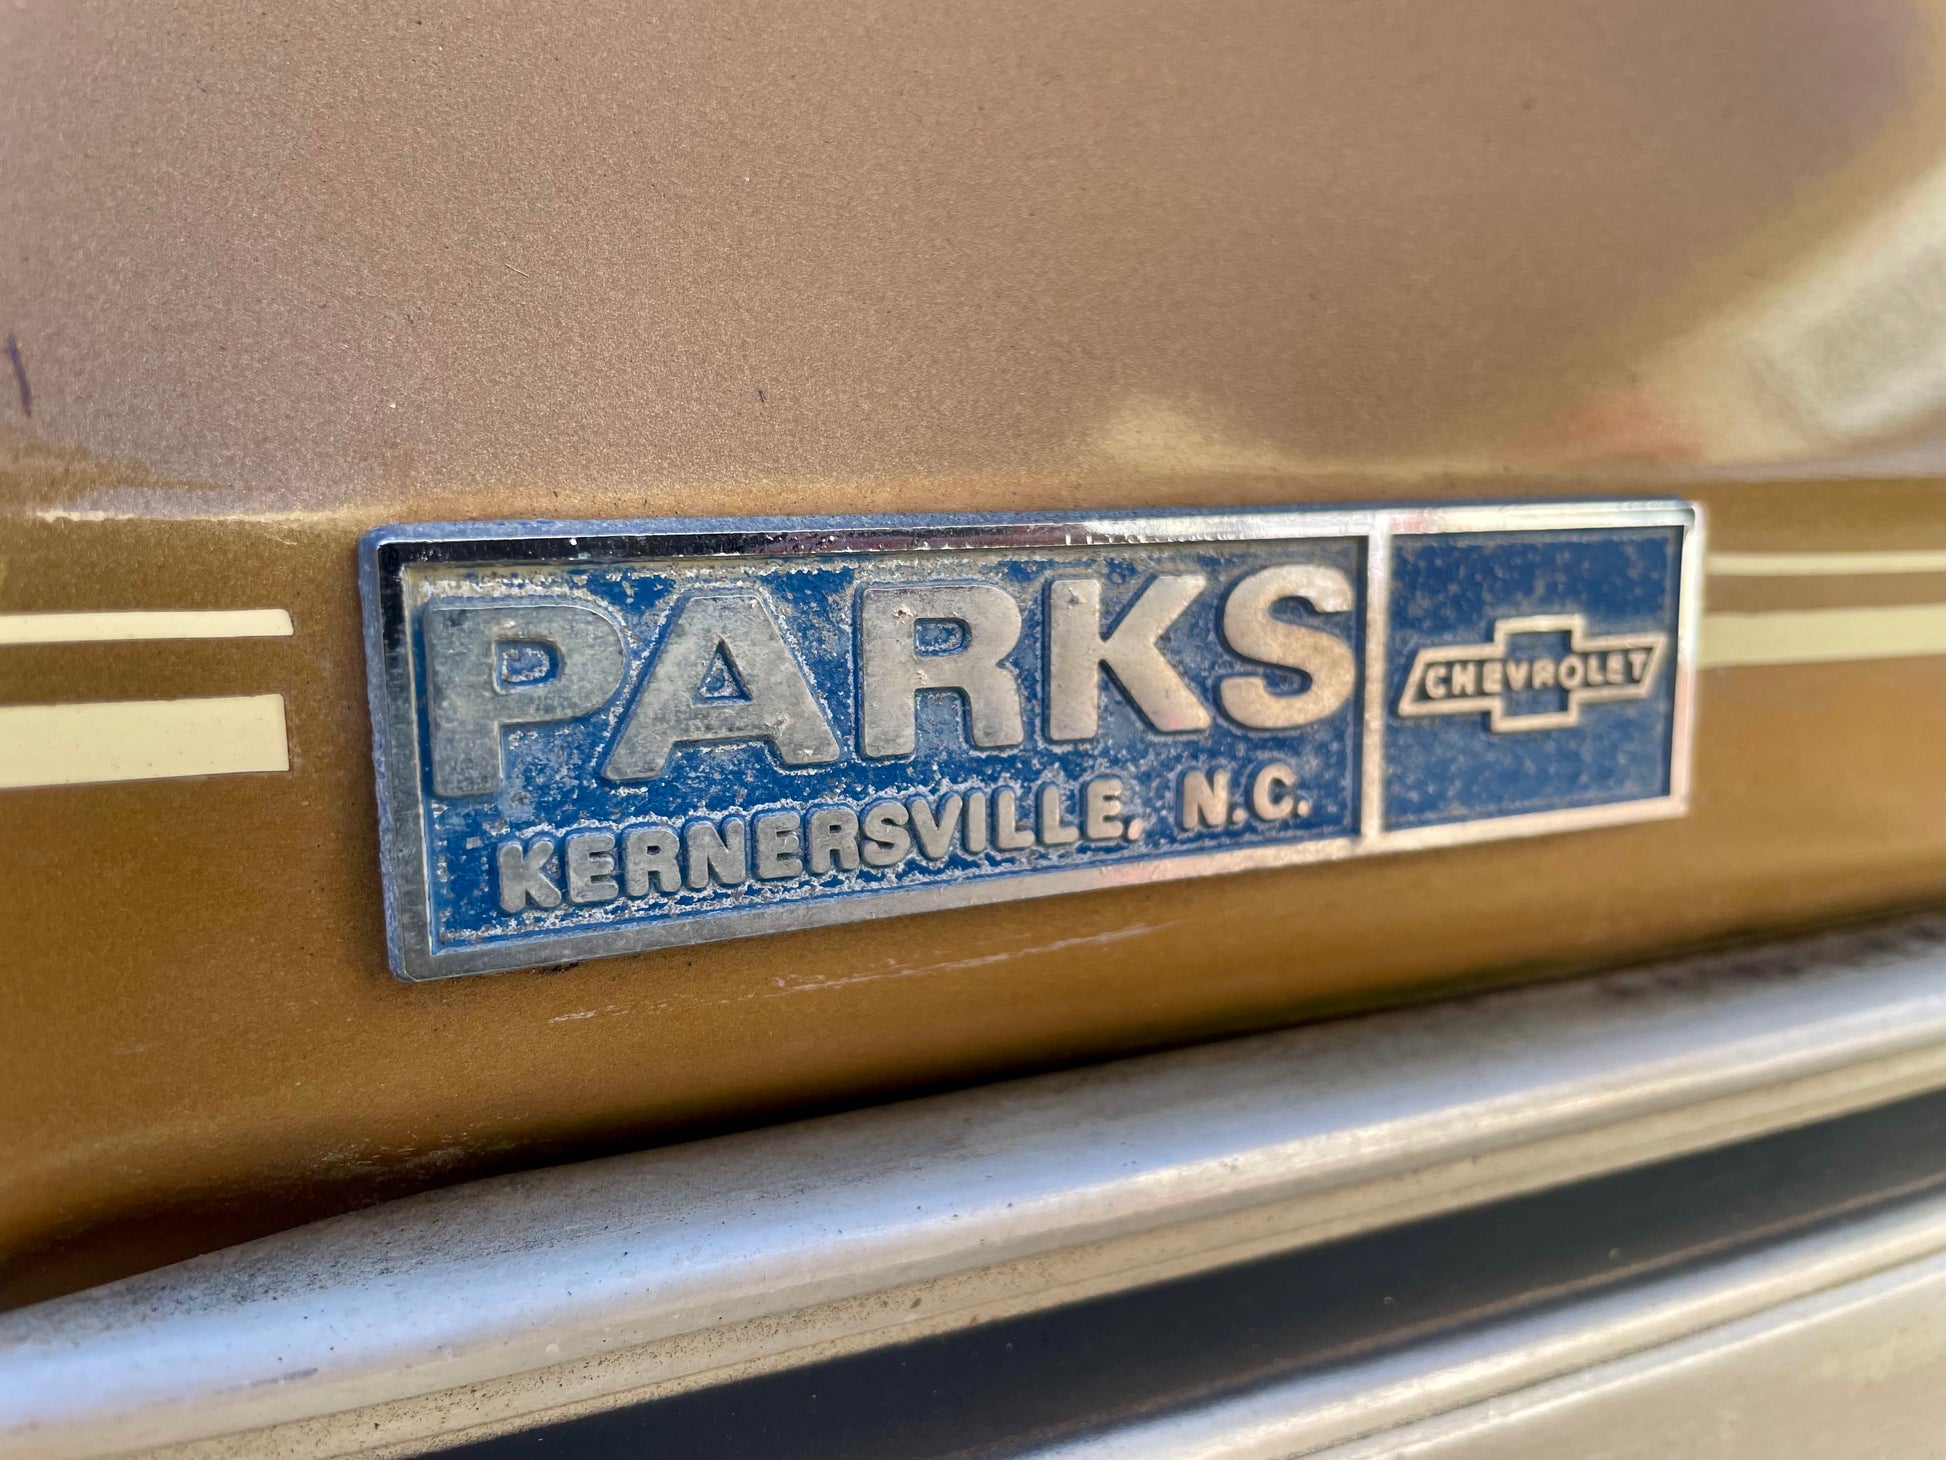 PARKS
KERNERSVILLE, N.C.
CHEVROLET